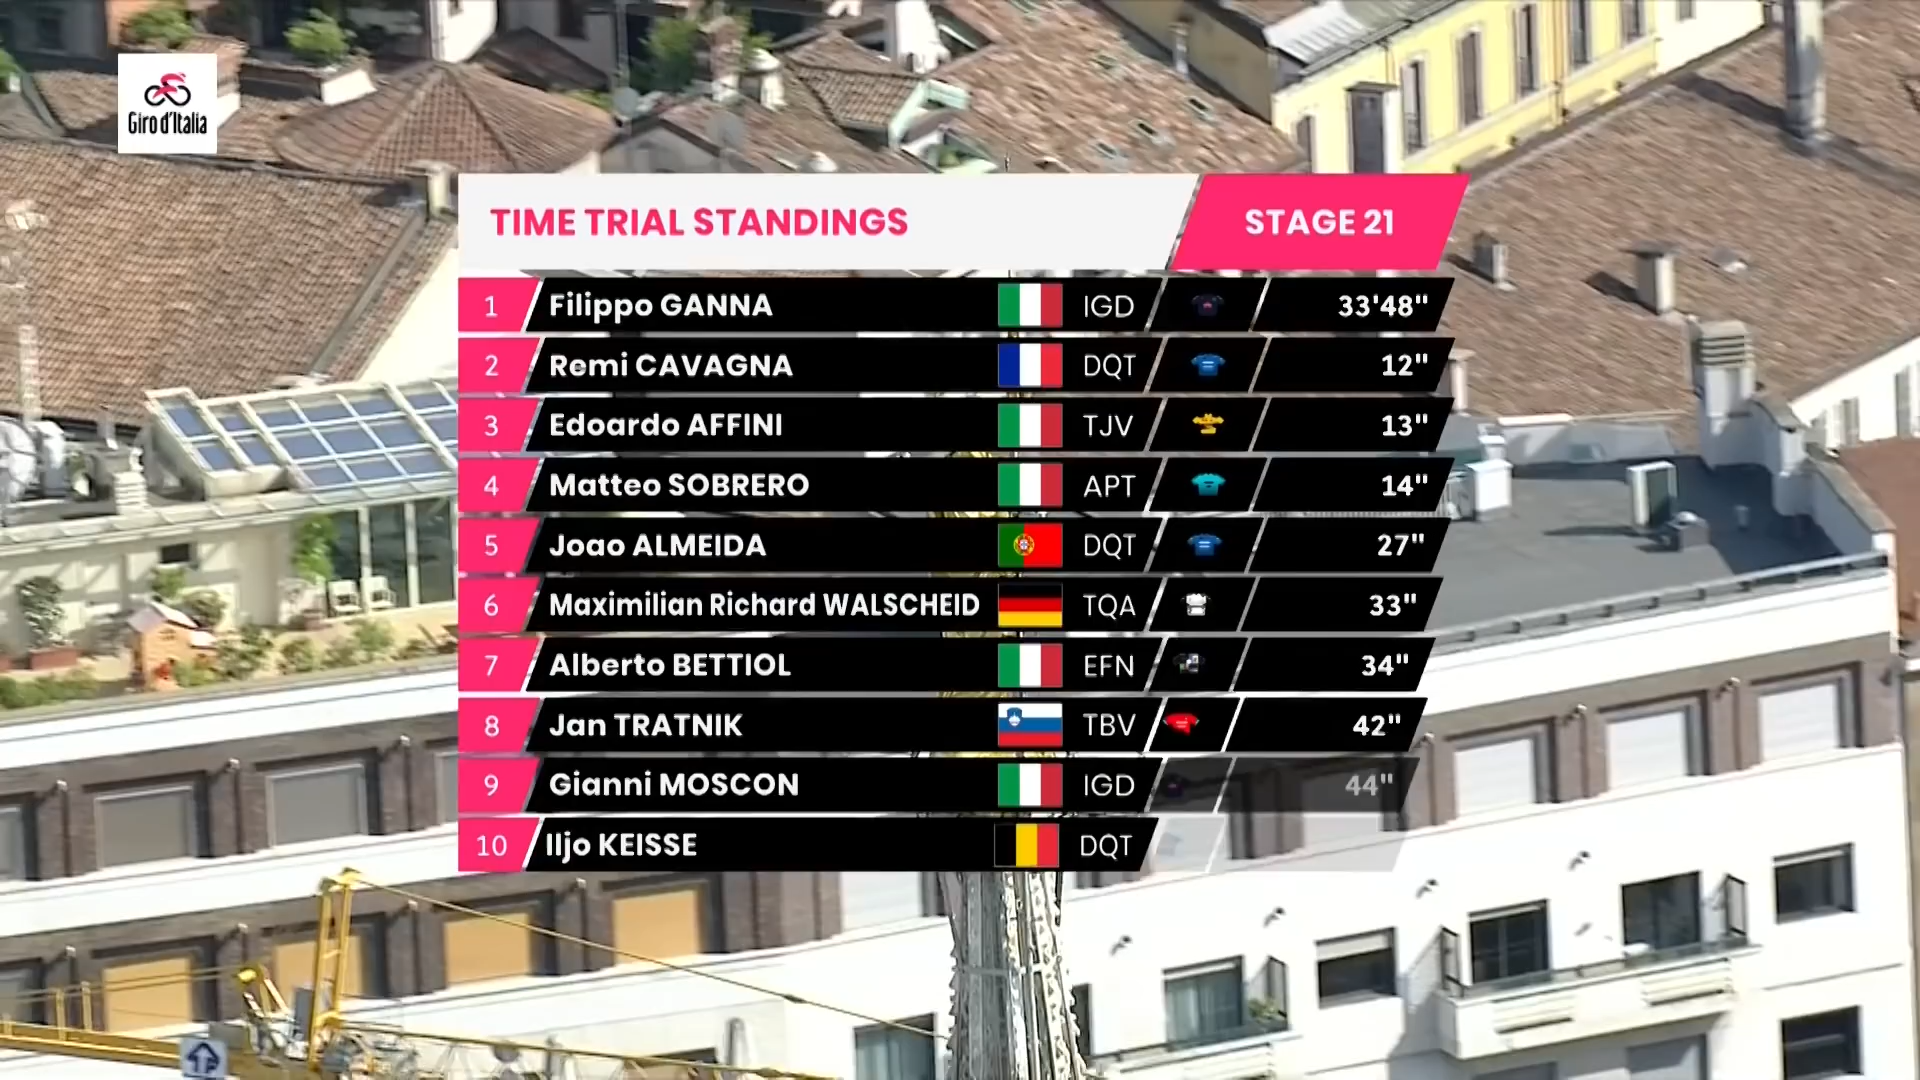 Giro d'Italia
TIME TRIAL STANDINGS STAGE 21
1 Filippo GANNA IGD 33'48"
2 Remi CAVAGNA DQT 12"
3 Edoardo AFFINI TJV 13"
4 Matteo SOBRERO APT 14"
5 Joao ALMEIDA DQT 27"
6 Maximilian Richard WALSCHEID TQA 33"
7 Alberto BETTIOL EFN 34"
8 Jan TRATNIK TBV 42"
9 Gianni MOSCON IGD 44"
10 Iljo KEISSE DQT